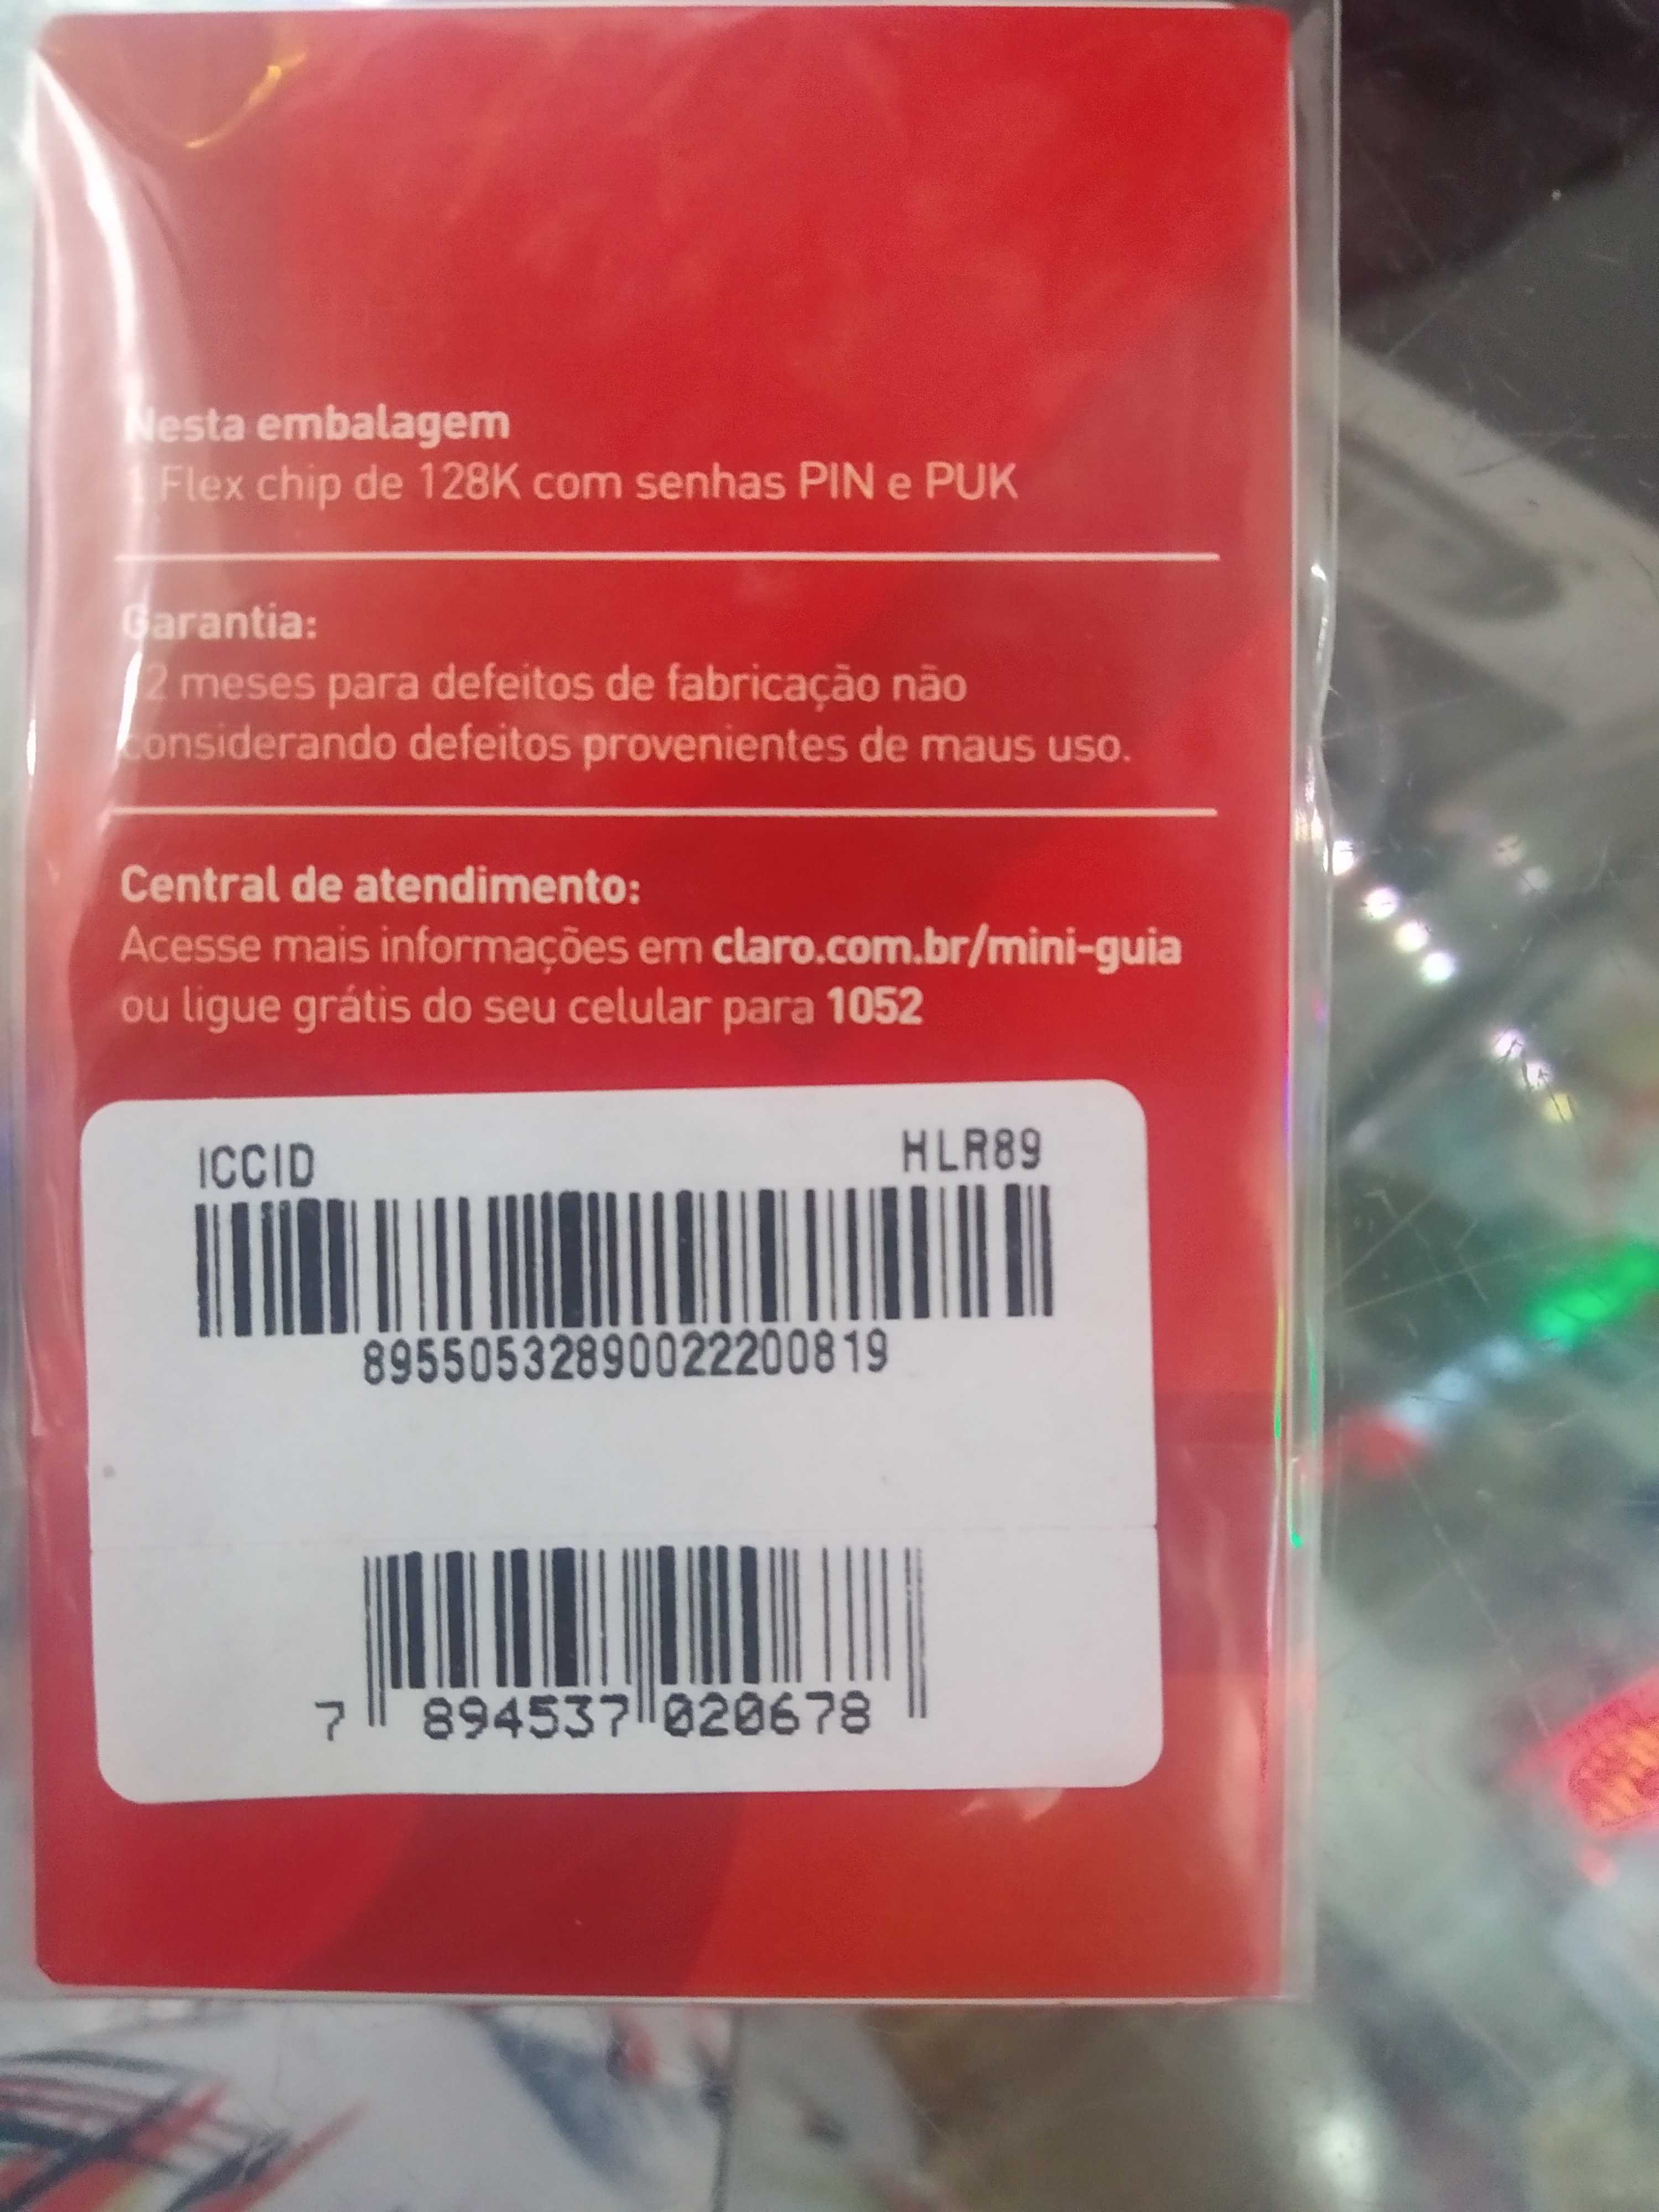 Nesta embalagem
1 Flex chip de 128K com senhas PIN e PUK
Garantia:
2 meses para defeitos de fabricação não
considerando defeitos provenientes de maus uso.
Central de atendimento:
Acesse mais informações em claro.com.br/mini-guia
ou ligue grátis do seu celular para 1052
ICCID HLR89
89550532890022200819
7 894537 020678